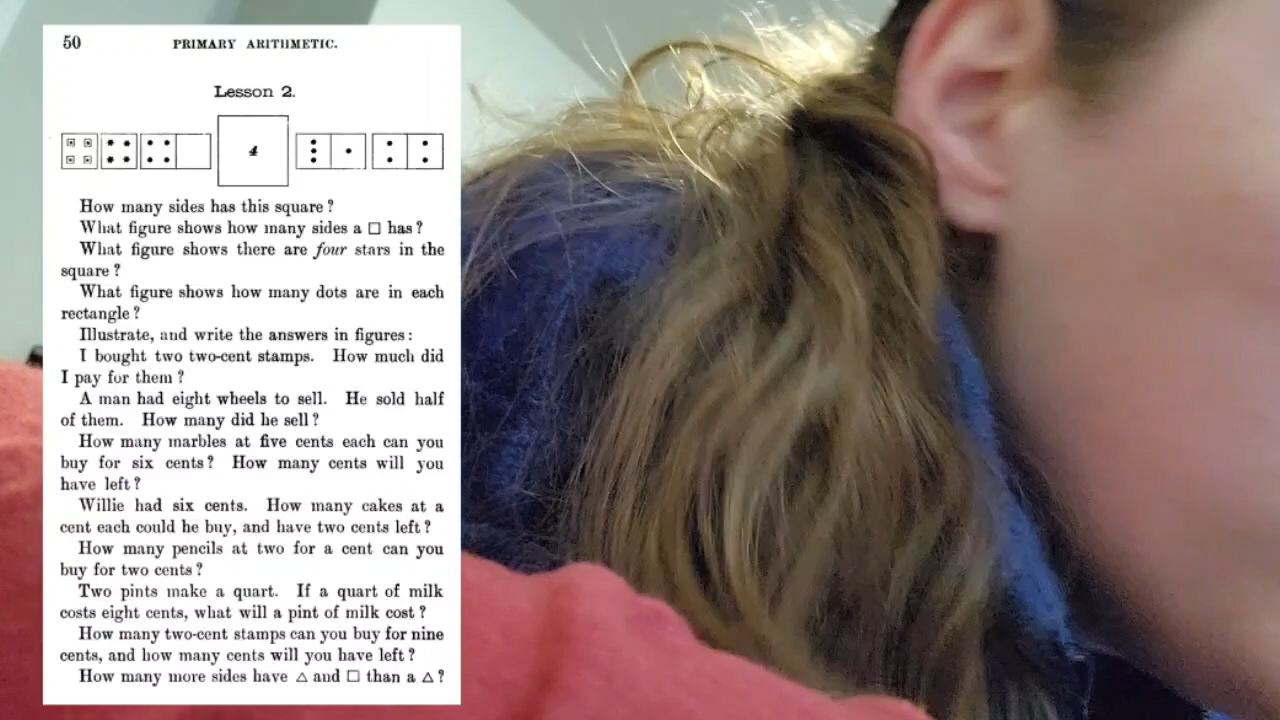 50 PRIMARY ARITHMETIC.
Lesson 2.
4
How many sides has this square?
What figure shows how many sides a □ has?
What figure shows there are four stars in the
square?
What figure shows how many dots are in each
rectangle?
Illustrate, and write the answers in figures:
I bought two two-cent stamps. How much did
I pay for them?
A man had eight wheels to sell. He sold half
of them. How many did he sell?
How many marbles at five cents each can you
buy for six cents? How many cents will you
have left?
Willie had six cents. How many cakes at a
cent each could he buy, and have two cents left?
How many pencils at two for a cent can you
buy for two cents?
Two pints make a quart. If a quart of milk
costs eight cents, what will a pint of milk cost?
How many two-cent stamps can you buy for nine
cents, and how many cents will you have left?
How many more sides have △ and □ than a △?